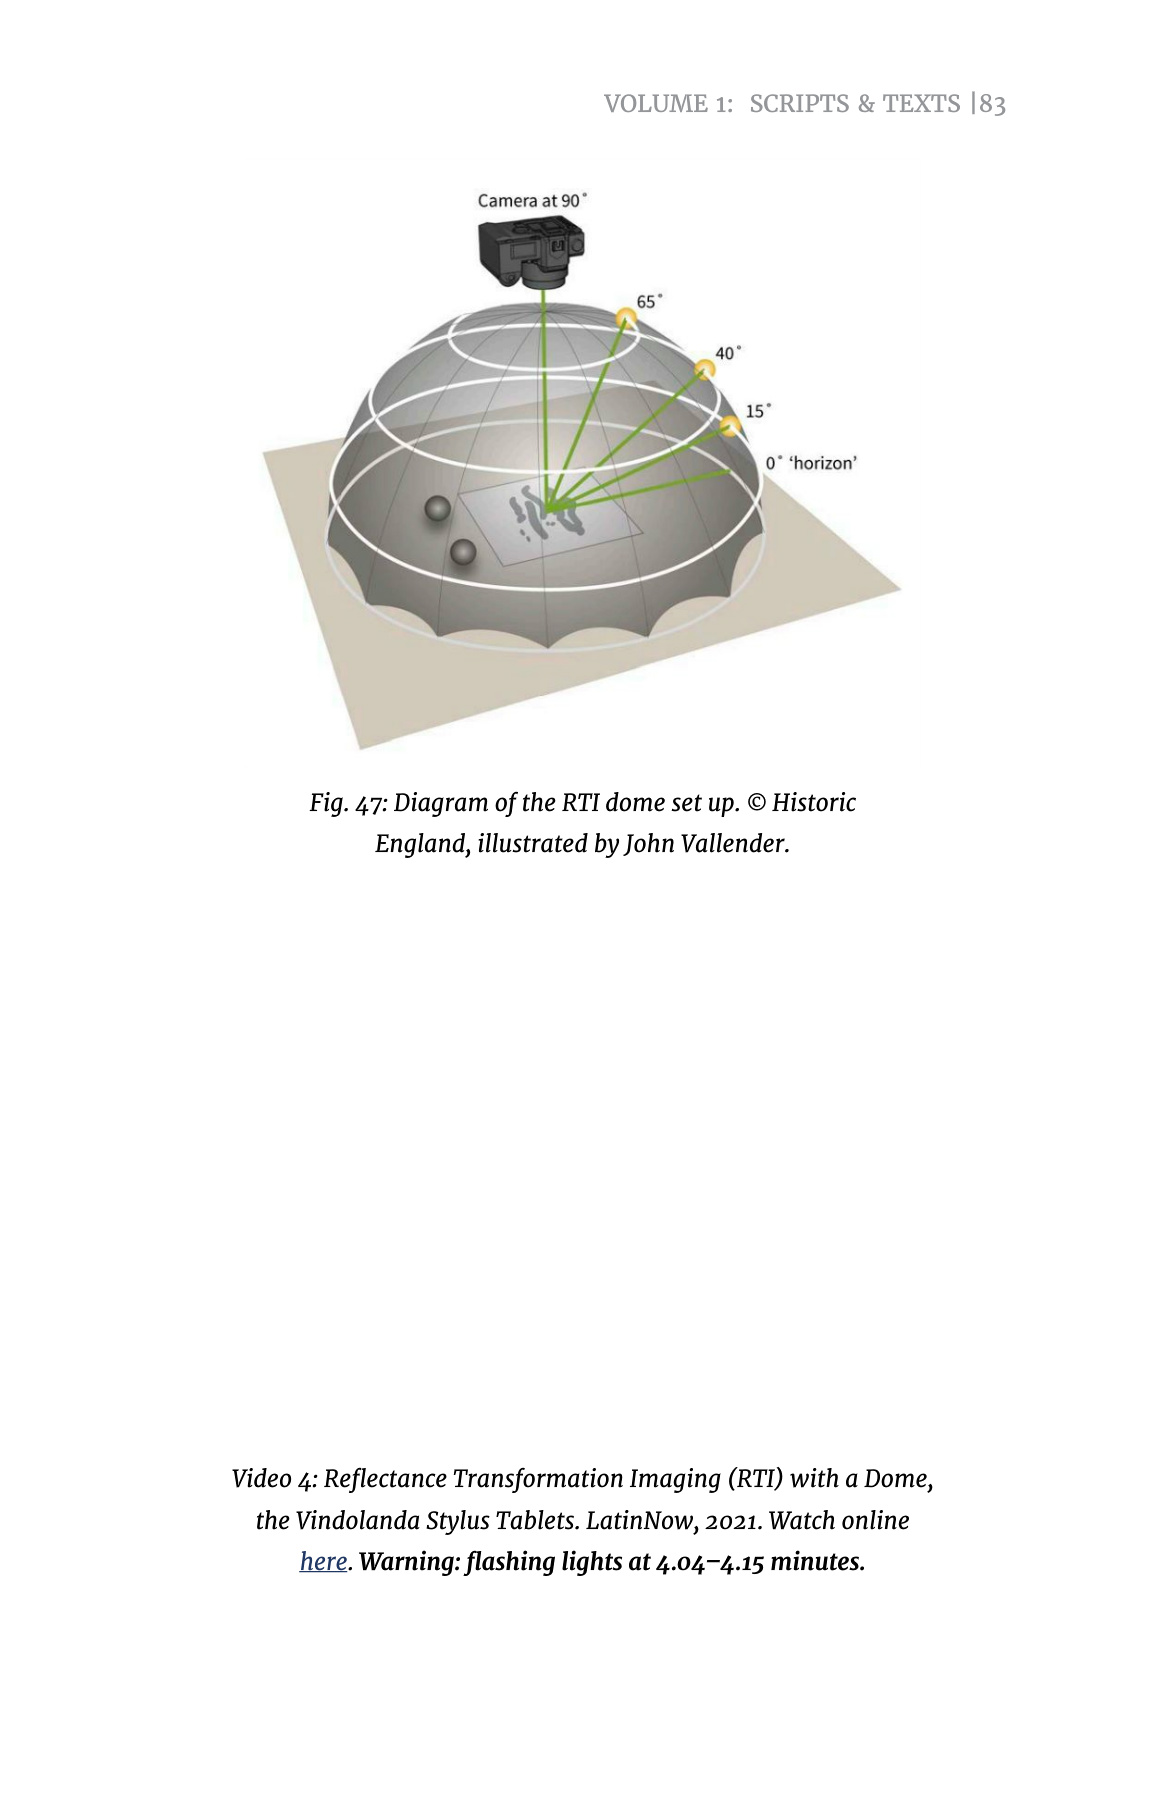 VOLUME 1: SCRIPTS & TEXTS |83
Camera at 90˚
65˚
40˚
15˚
0˚ ‘horizon’
Fig. 47: Diagram of the RTI dome set up. © Historic
England, illustrated by John Vallender.
Video 4: Reflectance Transformation Imaging (RTI) with a Dome,
the Vindolanda Stylus Tablets. LatinNow, 2021. Watch online
here. Warning: flashing lights at 4.04–4.15 minutes.